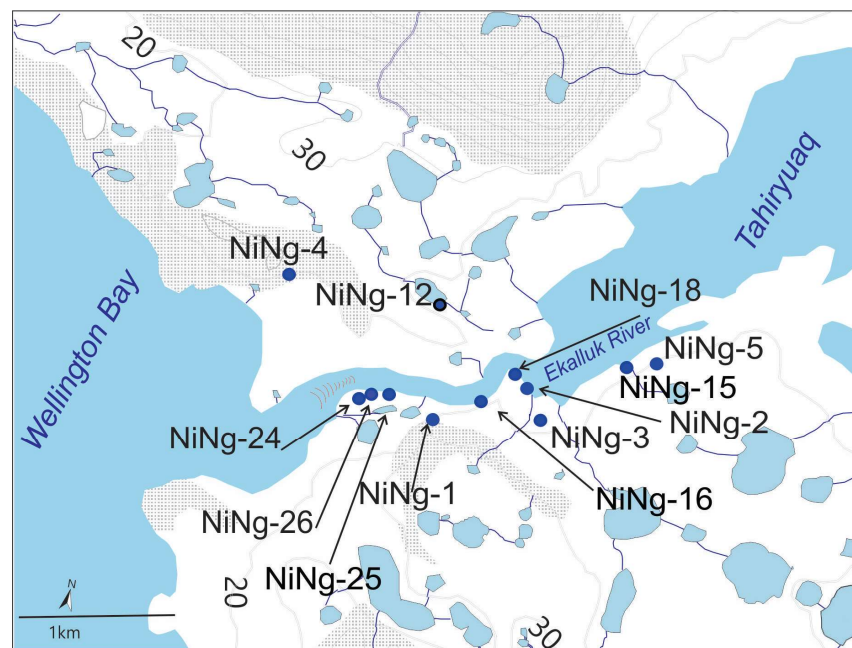 20
30
Tahiryuaq
NiNg-4
NiNg-12
NiNg-18
Wellington Bay
Ekalluk River
NiNg-5
NiNg-15
NiNg-2
NiNg-24
NiNg-3
NiNg-1
NiNg-16
NiNg-26
NiNg-25
20
30
N
1km